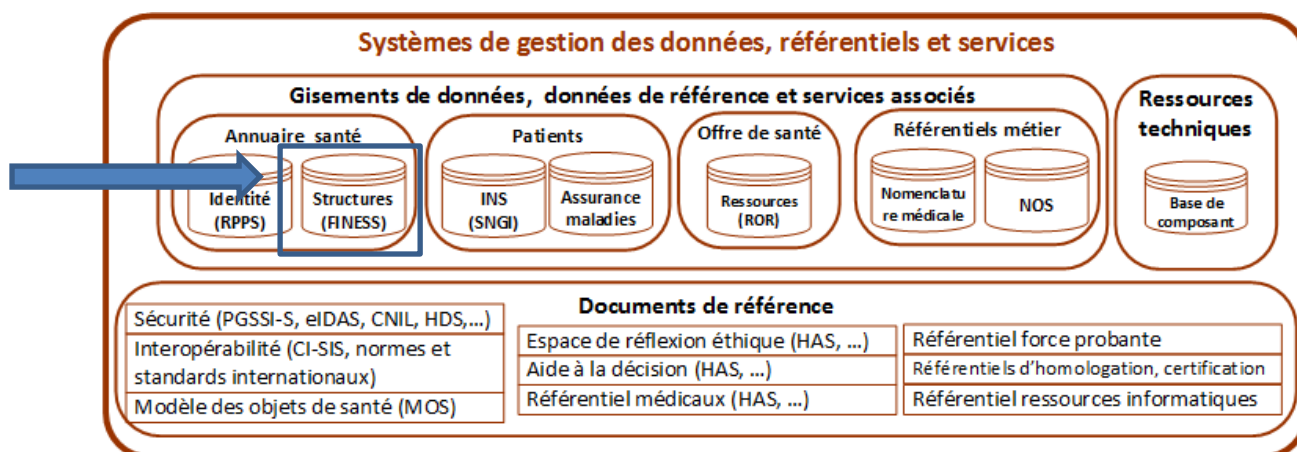 Systèmes de gestion des données, référentiels et services
Gisements de données, données de référence et services associés
Annuaire santé
Identité
(RPPS)
Structures
(FINESS)
Patients
INS
(SNGI)
Assurance
maladies
Offre de santé
Ressources
(ROR)
Référentiels métier
Nomenclatu
re médicale
NOS
Ressources
techniques
Base de
composant
Documents de référence
Sécurité (PGSSI-S, eIDAS, CNIL, HDS,...)
Interopérabilité (CI-SIS, normes et
standards internationaux)
Modèle des objets de santé (MOS)
Espace de réflexion éthique (HAS, ...)
Aide à la décision (HAS, ...)
Référentiel médicaux (HAS, ...)
Référentiel force probante
Référentiels d'homologation, certification
Référentiel ressources informatiques